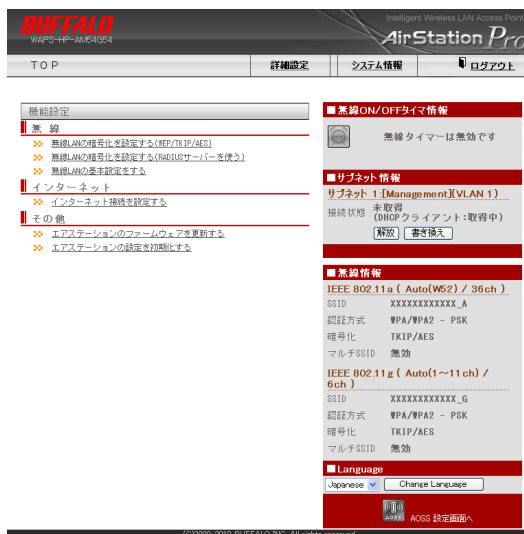 BUFFALO
WAPS-HP-AM54G54
Intelligent Wireless LAN Access Point
AirStation Pro
TOP
詳細設定
システム情報
ログアウト
機能設定
無 線
無線LANの暗号化を設定する(WEP/TKIP/AES)
無線LANの暗号化を設定する(RADIUSサーバーを使う)
無線LANの基本設定をする
インターネット
インターネット接続を設定する
その他
エアステーションのファームウェアを更新する
エアステーションの設定を初期化する
■無線ON/OFFタイマ情報
無線タイマーは無効です
■サブネット情報
サブネット 1:[Management](VLAN 1)
接続状態 未取得
(DHCPクライアント:取得中)
解放 書き換え
■無線情報
IEEE 802.11a ( Auto(W52) / 36ch )
SSID XXXXXXXXXXXX_A
認証方式 WPA/WPA2 - PSK
暗号化 TKIP/AES
マルチSSID 無効
IEEE 802.11g ( Auto(1〜11ch) /
6ch )
SSID XXXXXXXXXXXX_G
認証方式 WPA/WPA2 - PSK
暗号化 TKIP/AES
マルチSSID 無効
■Language
Japanese Change Language
AOSS AOSS 設定画面へ